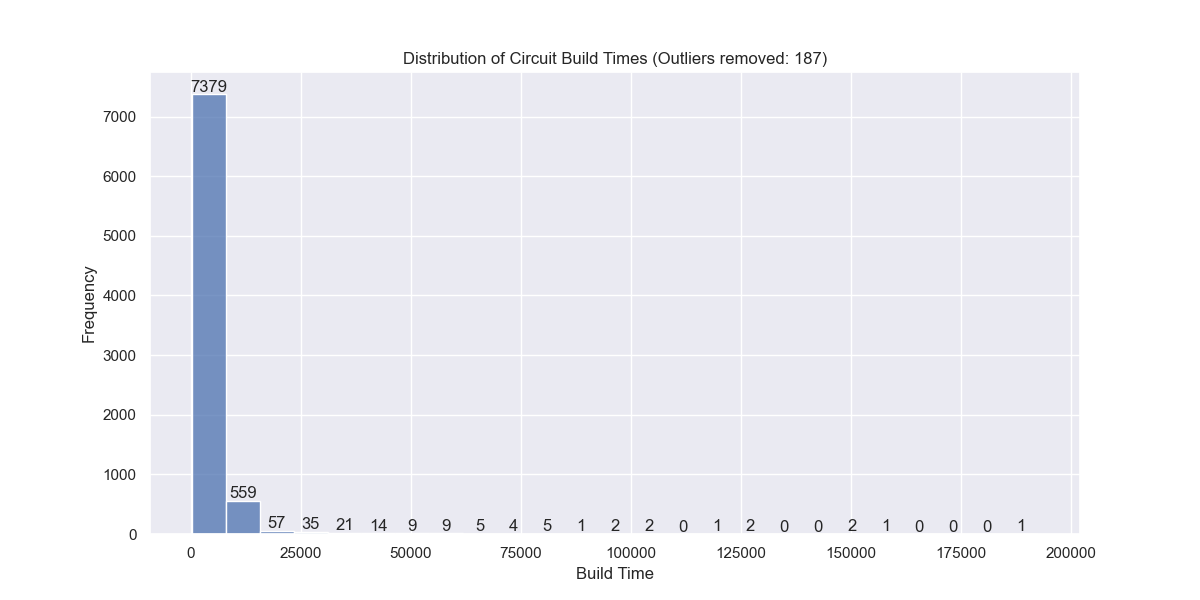 Distribution of Circuit Build Times (Outliers removed: 187)
7379
7000
6000
5000
4000
3000
2000
1000
0
Frequency
559
57 35 21 14 9 9 5 4 5 1 2 2 0 1 2 0 0 2 1 0 0 0 1
0 25000 50000 75000 100000 125000 150000 175000 200000
Build Time